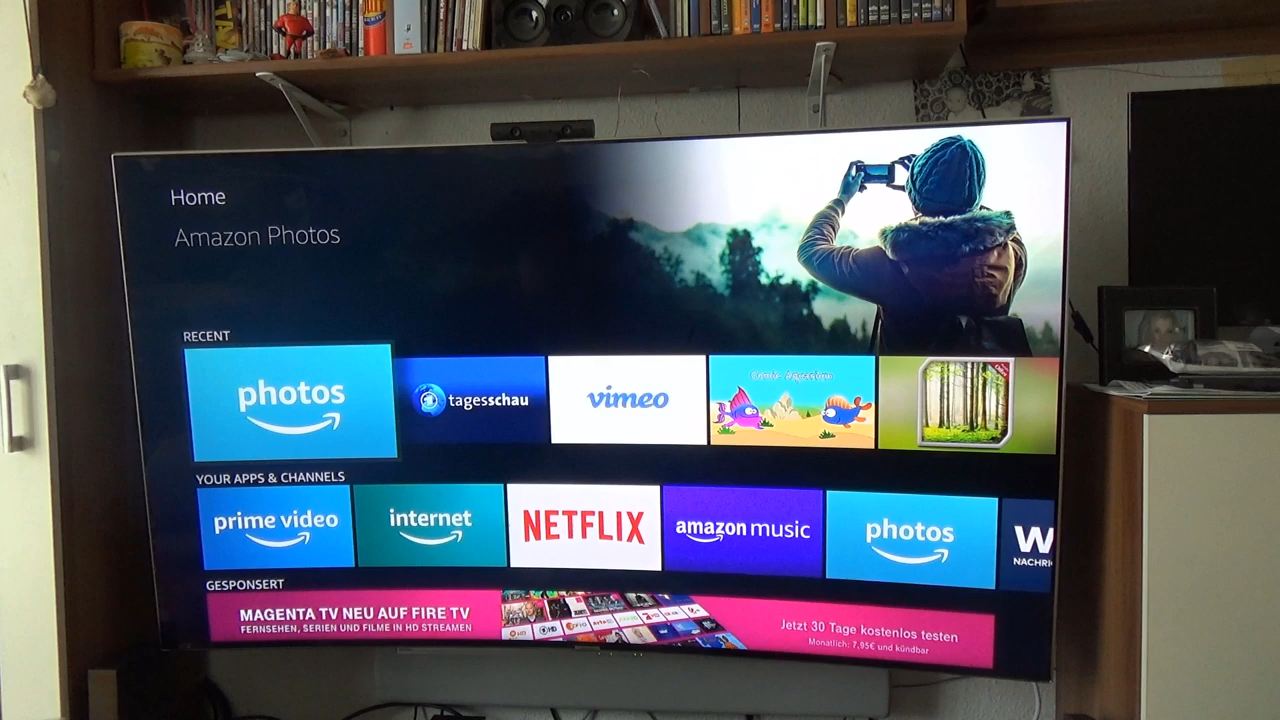 Home
Amazon Photos
RECENT
photos
tagesschau
vimeo
YOUR APPS & CHANNELS
prime video
internet
NETFLIX
amazon music
photos
W
NACHRI
GESPONSERT
MAGENTA TV NEU AUF FIRE TV
FERNSEHEN, SERIEN UND FILME IN HD STREAMEN
Jetzt 30 Tage kostenlos testen
Monatlich: 7,95€ und kündbar